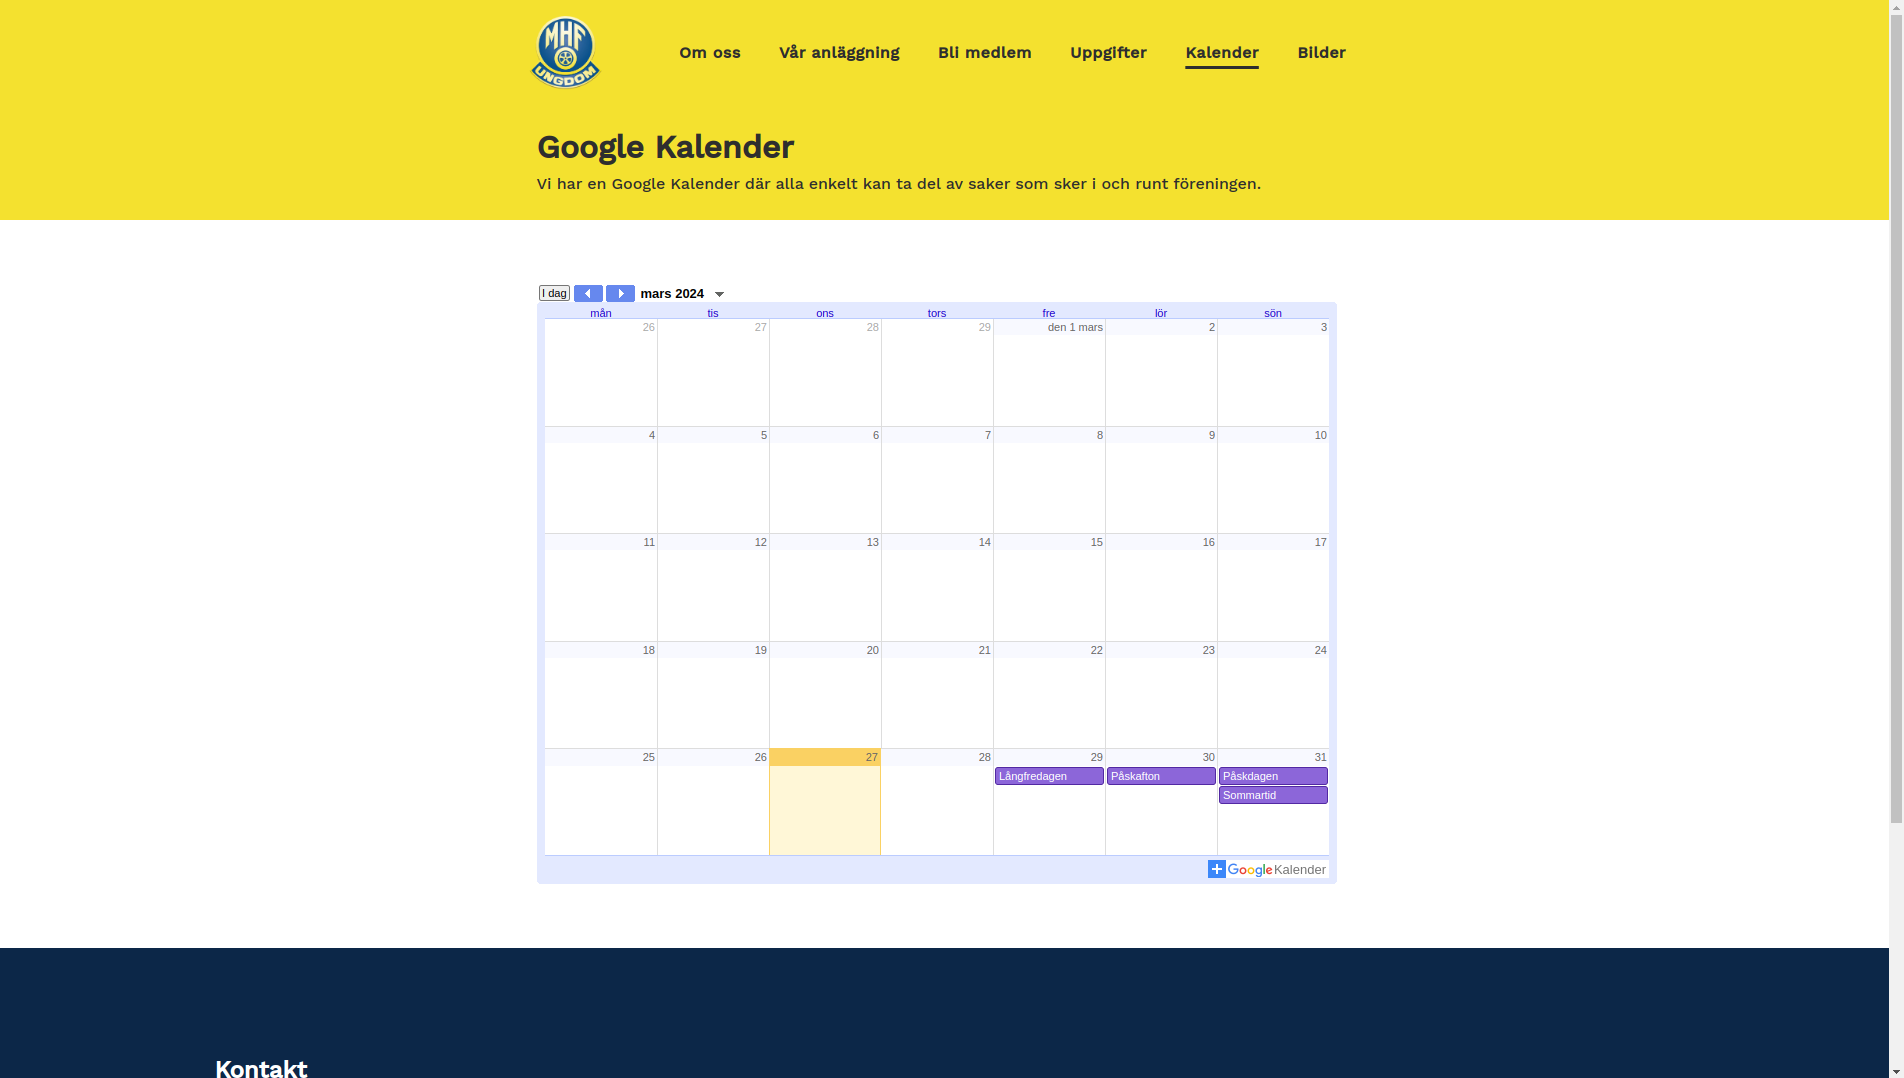 MHF
UNGDOM
Om oss
Vår anläggning
Bli medlem
Uppgifter
Kalender
Bilder
Google Kalender
Vi har en Google Kalender där alla enkelt kan ta del av saker som sker i och runt föreningen.
I dag
mars 2024
mån tis ons tors fre lör sön
26 27 28 29 den 1 mars 2 3
4 5 6 7 8 9 10
11 12 13 14 15 16 17
18 19 20 21 22 23 24
25 26 27 28 29 30 31
Långfredagen Påskafton Påskdagen
Sommartid
Google Kalender
Kontakt